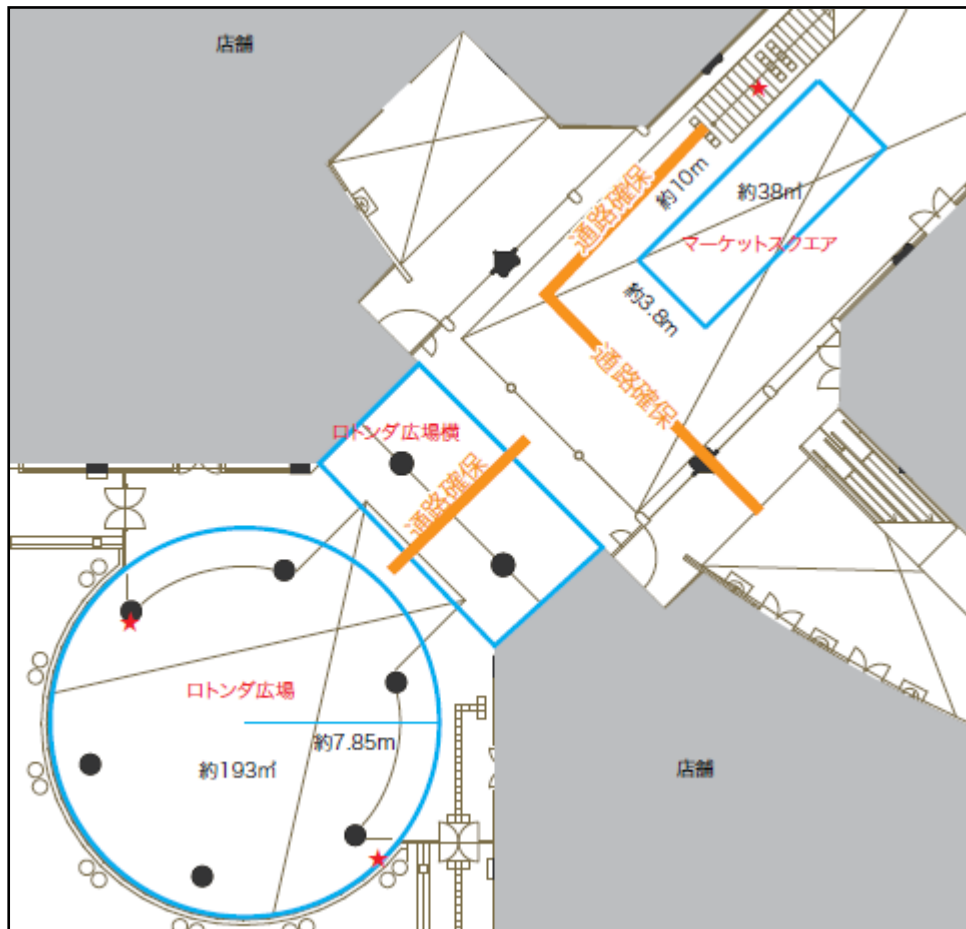 店舗
通路確保
約10m
約38㎡
マーケットスクエア
約3.8m
通路確保
ロトンダ広場横
通路確保
ロトンダ広場
約7.85m
約193㎡
店舗